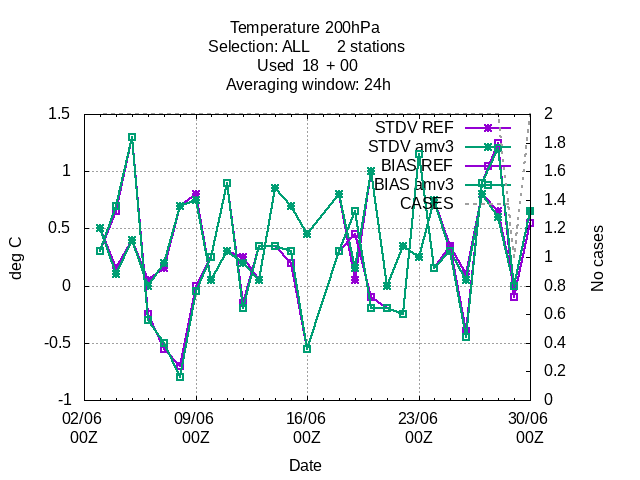 Temperature 200hPa
Selection: ALL 2 stations
Used 18 + 00
Averaging window: 24h
1.5
1
0.5
0
-0.5
-1
deg C
2
1.8
1.6
1.4
1.2
1
0.8
0.6
0.4
0.2
0
No cases
STDV REF
STDV amv3
BIAS REF
BIAS amv3
CASES
02/06 09/06 16/06 23/06 30/06
00Z 00Z 00Z 00Z 00Z
Date